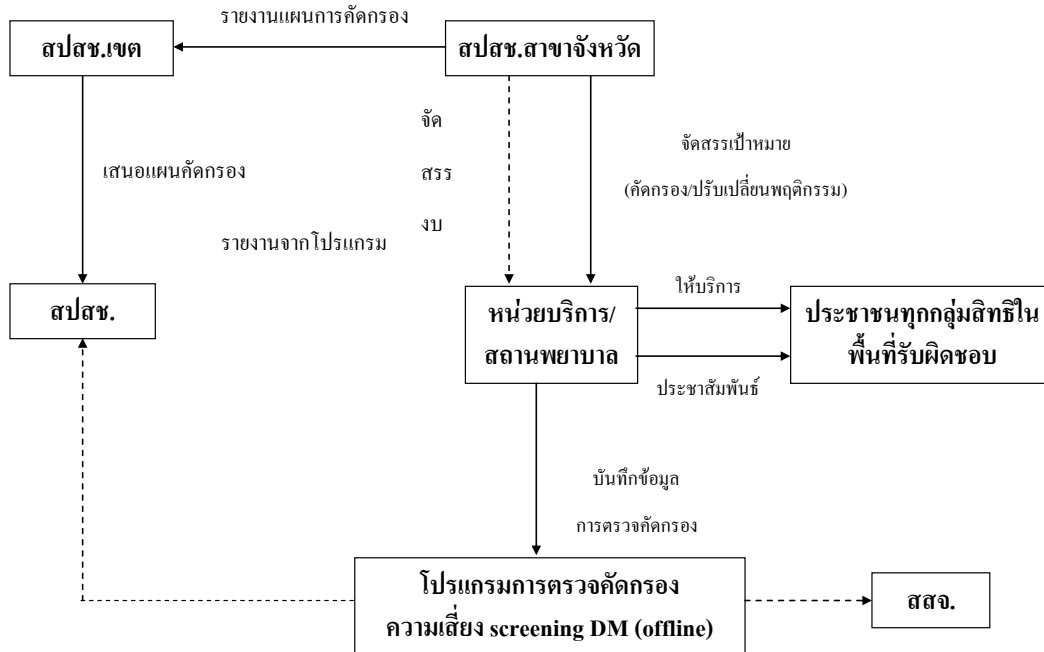 รายงานแผนการคัดกรอง
สปสช.เขต
สปสช.สาขาจังหวัด
จัด
สรร
งบ
จัดสรรเป้าหมาย
(คัดกรอง/ปรับเปลี่ยนพฤติกรรม)
เสนอแผนคัดกรอง
รายงานจากโปรแกรม
สปสช.
หน่วยบริการ/
สถานพยาบาล
ให้บริการ
ประชาสัมพันธ์
ประชาชนทุกกลุ่มสิทธิใน
พื้นที่รับผิดชอบ
บันทึกข้อมูล
การตรวจคัดกรอง
โปรแกรมการตรวจคัดกรอง
ความเสี่ยง screening DM (offline)
สสจ.